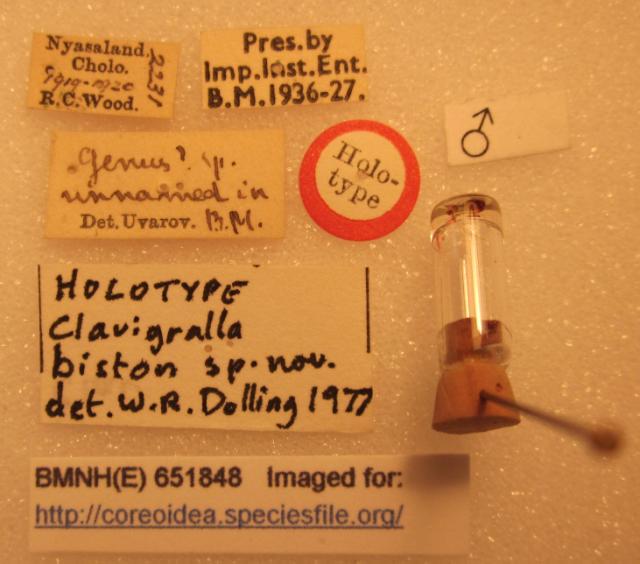 Nyasaland.
Cholo.
1919-1920
R.C.Wood.
2231
Pres.by
Imp.Inst.Ent.
B.M.1936-27.
♂
Genus? sp.
unnamed in
Det.Uvarov. B.M.
Holo-
type
HOLOTYPE
Clavigralla
biston sp.nov.
det.W.R.Dolling 1977
BMNH(E) 651848 Imaged for:
http://coreoidea.speciesfile.org/